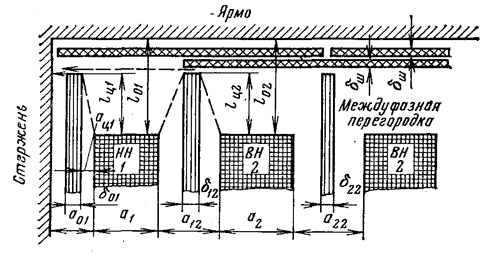 Ярмо
Стержень
lц1
l01
lц2
l02
δш
δш
aц1
Междуфазная
перегородка
НН
1
ВН
2
ВН
2
δ01
δ12
δ22
a01
a1
a12
a2
a22